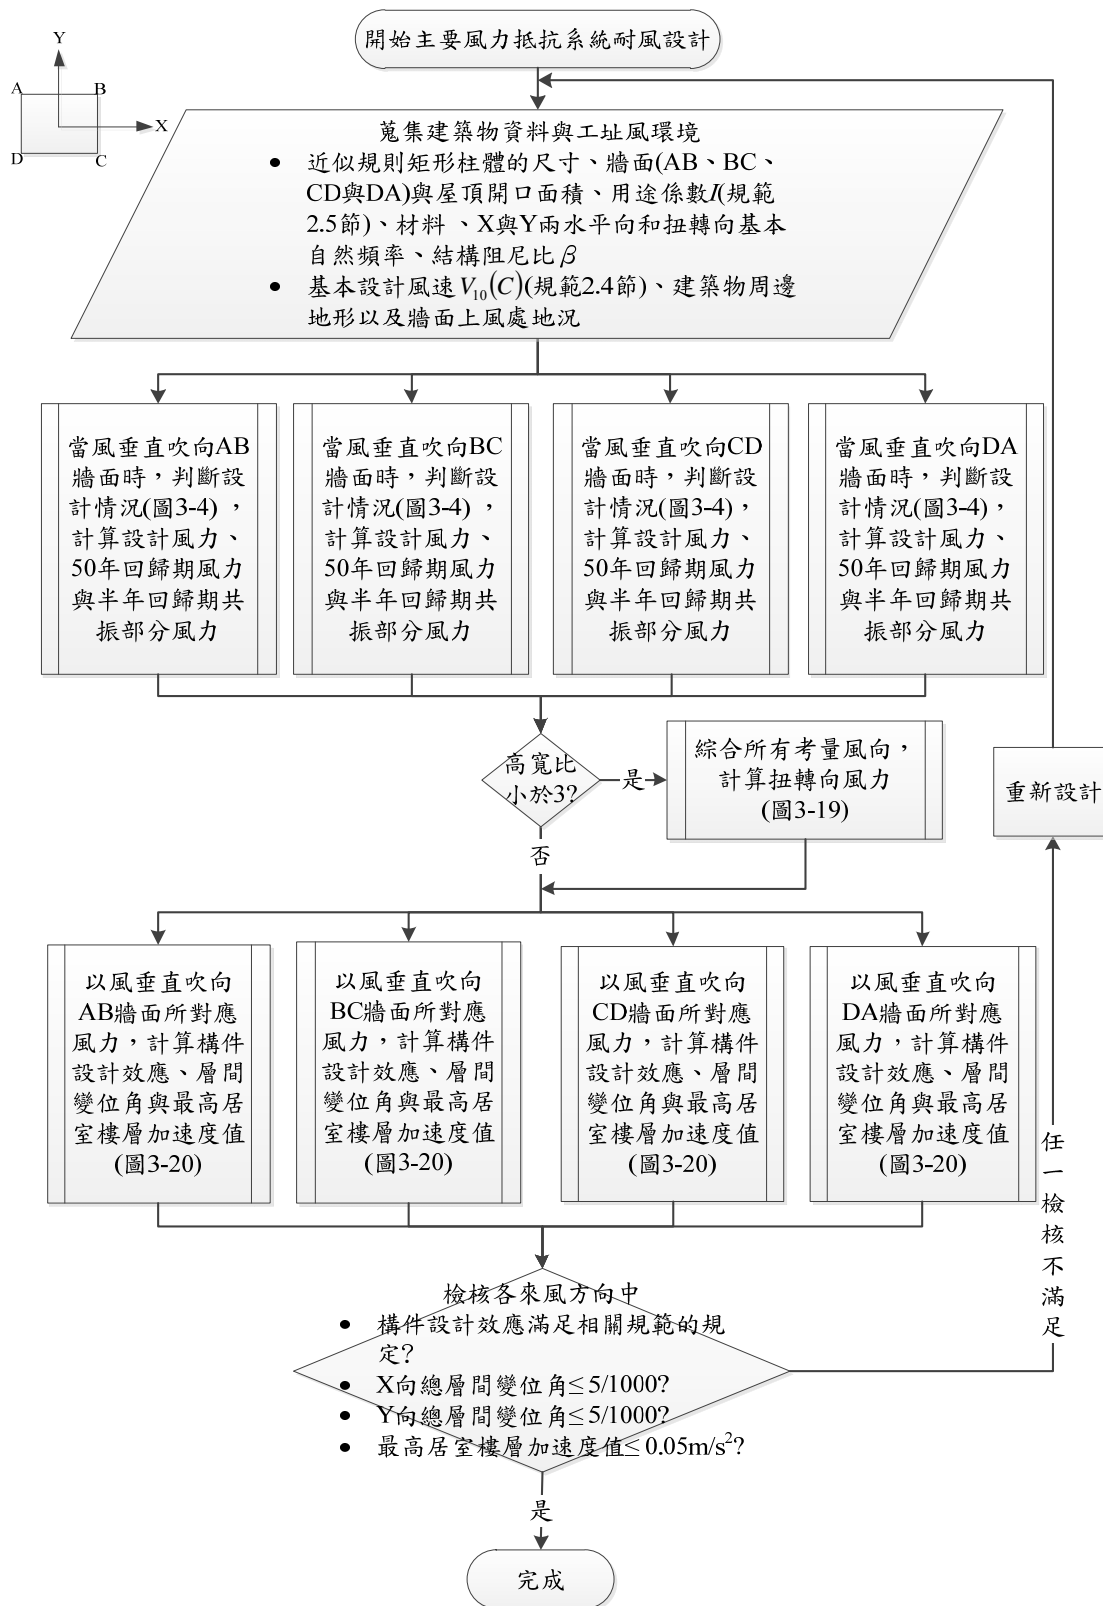 開始主要風力抵抗系統耐風設計
Y
A
B
X
D
C
蒐集建築物資料與工址風環境
● 近似規則矩形柱體的尺寸、牆面(AB、BC、
CD與DA)與屋頂開口面積、用途係數I(規範
2.5節)、材料 、X與Y兩水平向和扭轉向基本
自然頻率、結構阻尼比β
● 基本設計風速V₁₀(C)(規範2.4節)、建築物周邊
地形以及牆面上風處地況
當風垂直吹向AB
牆面時，判斷設
計情況(圖3-4) ，
計算設計風力、
50年回歸期風力
與半年回歸期共
振部分風力
當風垂直吹向BC
牆面時，判斷設
計情況(圖3-4) ，
計算設計風力、
50年回歸期風力
與半年回歸期共
振部分風力
當風垂直吹向CD
牆面時，判斷設
計情況(圖3-4)，
計算設計風力、
50年回歸期風力
與半年回歸期共
振部分風力
當風垂直吹向DA
牆面時，判斷設
計情況(圖3-4)，
計算設計風力、
50年回歸期風力
與半年回歸期共
振部分風力
高寬比
小於3?
是
綜合所有考量風向，
計算扭轉向風力
(圖3-19)
重新設計
否
以風垂直吹向
AB牆面所對應
風力，計算構件
設計效應、層間
變位角與最高居
室樓層加速度值
(圖3-20)
以風垂直吹向
BC牆面所對應
風力，計算構件
設計效應、層間
變位角與最高居
室樓層加速度值
(圖3-20)
以風垂直吹向
CD牆面所對應
風力，計算構件
設計效應、層間
變位角與最高居
室樓層加速度值
(圖3-20)
以風垂直吹向
DA牆面所對應
風力，計算構件
設計效應、層間
變位角與最高居
室樓層加速度值
(圖3-20)
任一檢核不滿足
檢核各來風方向中
● 構件設計效應滿足相關規範的規
定?
● X向總層間變位角≤5/1000?
● Y向總層間變位角≤5/1000?
● 最高居室樓層加速度值≤0.05m/s²?
是
完成